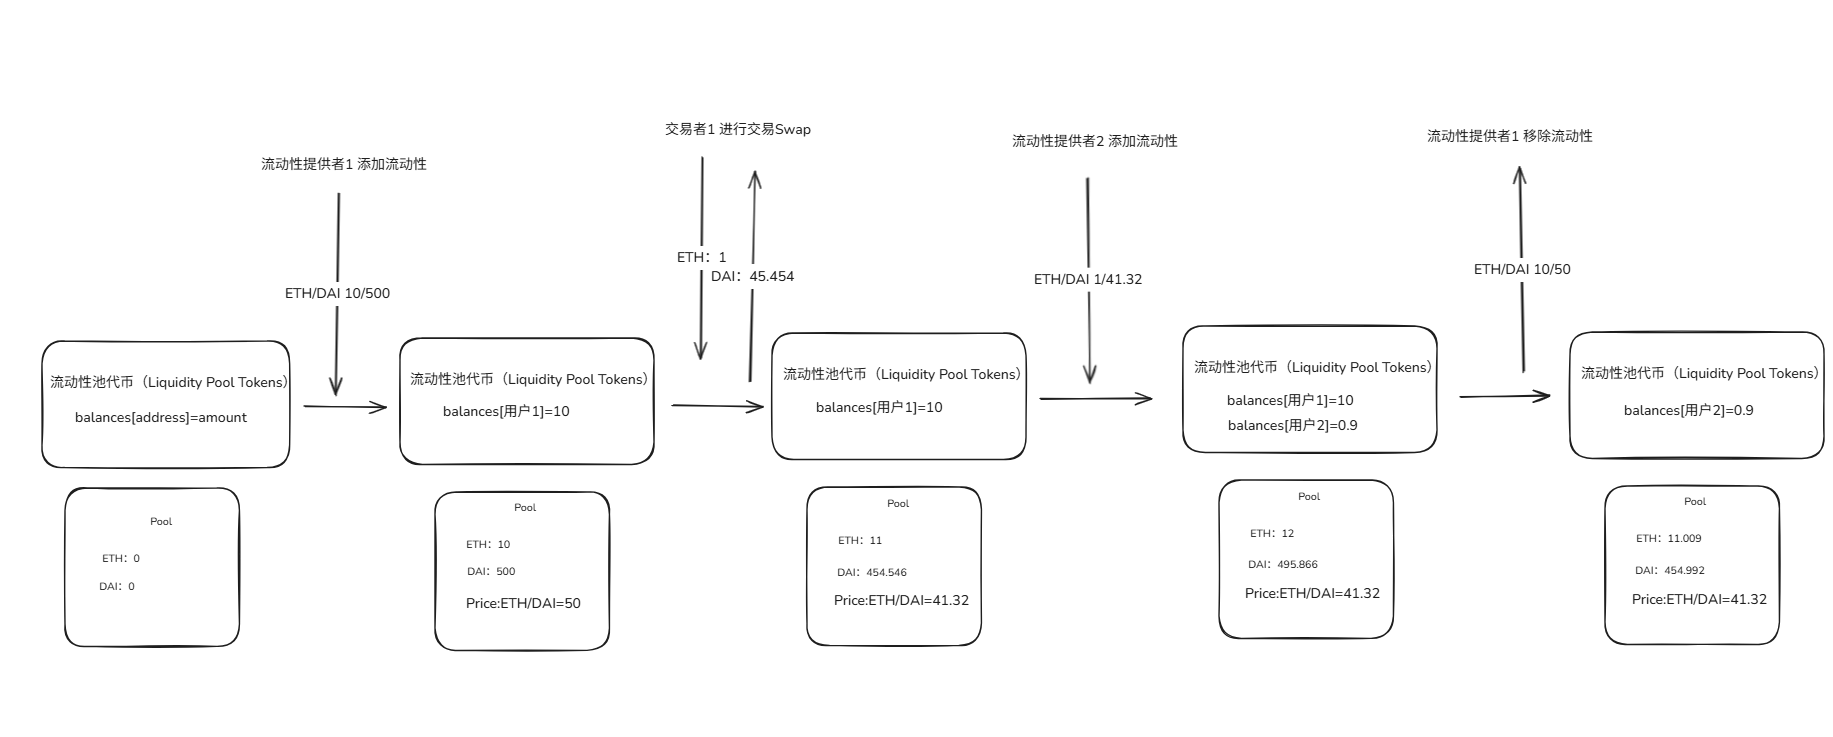 流动性提供者1 添加流动性
ETH/DAI 10/500
交易者1 进行交易Swap
ETH：1
DAI：45.454
流动性提供者2 添加流动性
ETH/DAI 1/41.32
流动性提供者1 移除流动性
ETH/DAI 10/50
流动性池代币（Liquidity Pool Tokens）
balances[address]=amount
Pool
ETH：0
DAI：0
流动性池代币（Liquidity Pool Tokens）
balances[用户1]=10
Pool
ETH：10
DAI：500
Price:ETH/DAI=50
流动性池代币（Liquidity Pool Tokens）
balances[用户1]=10
Pool
ETH：11
DAI：454.546
Price:ETH/DAI=41.32
流动性池代币（Liquidity Pool Tokens）
balances[用户1]=10
balances[用户2]=0.9
Pool
ETH：12
DAI：495.866
Price:ETH/DAI=41.32
流动性池代币（Liquidity Pool Tokens）
balances[用户2]=0.9
Pool
ETH：11.009
DAI：454.992
Price:ETH/DAI=41.32